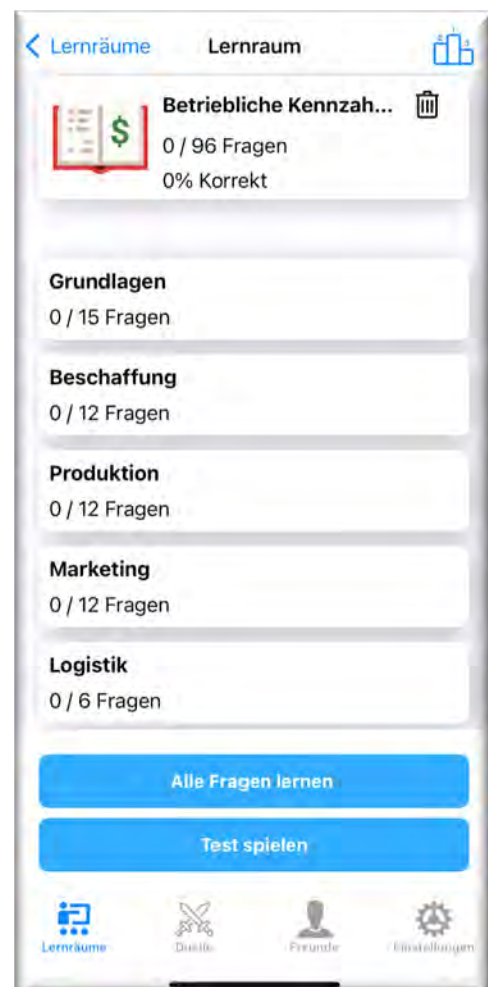 Lernräume
Lernraum
Betriebliche Kennzah...
0 / 96 Fragen
0% Korrekt
Grundlagen
0 / 15 Fragen
Beschaffung
0 / 12 Fragen
Produktion
0 / 12 Fragen
Marketing
0 / 12 Fragen
Logistik
0 / 6 Fragen
Alle Fragen lernen
Test spielen
Lernräume
Duelle
Freunde
Einstellungen